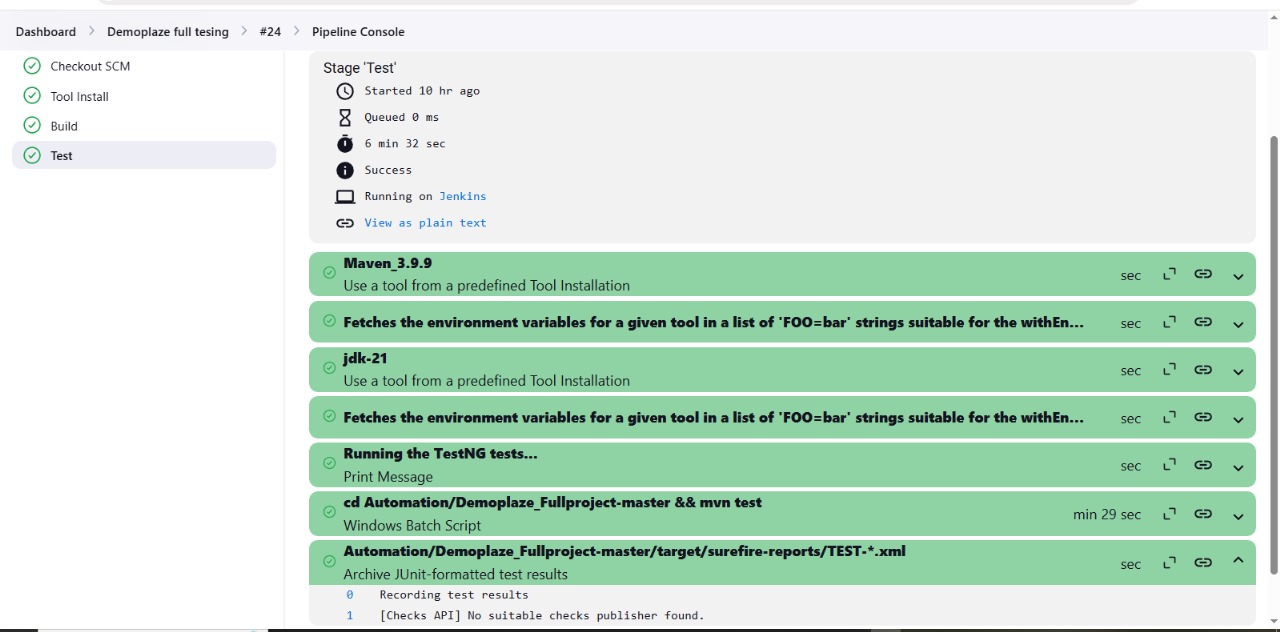 Dashboard > Demoplaze full tesing > #24 > Pipeline Console
Checkout SCM
Tool Install
Build
Test
Stage 'Test'
Started 10 hr ago
Queued 0 ms
6 min 32 sec
Success
Running on Jenkins
View as plain text
Maven_3.9.9
Use a tool from a predefined Tool Installation
sec
Fetches the environment variables for a given tool in a list of 'FOO=bar' strings suitable for the withEn...
sec
jdk-21
Use a tool from a predefined Tool Installation
sec
Fetches the environment variables for a given tool in a list of 'FOO=bar' strings suitable for the withEn...
sec
Running the TestNG tests...
Print Message
sec
cd Automation/Demoplaze_Fullproject-master && mvn test
Windows Batch Script
min 29 sec
Automation/Demoplaze_Fullproject-master/target/surefire-reports/TEST-*.xml
Archive JUnit-formatted test results
sec
0 Recording test results
1 [Checks API] No suitable checks publisher found.